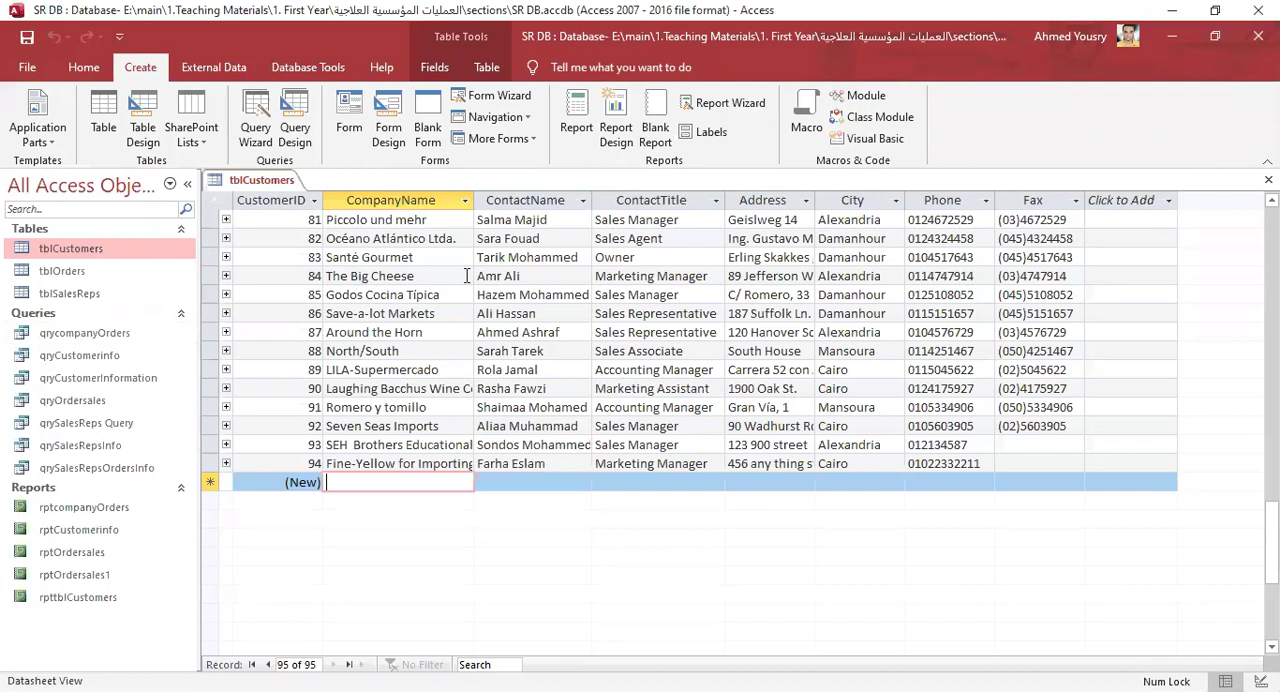 SR DB : Database- E:\main\1.Teaching Materials\1. First Year\العمليات المؤسسية العلاجية\sections\SR DB.accdb (Access 2007 - 2016 file format) - Access
Table Tools
SR DB : Database- E:\main\1.Teaching Materials\1. First Year\العمليات المؤسسية العلاجية\sections\...
Ahmed Yousry
File Home Create External Data Database Tools Help Fields Table Tell me what you want to do
Application Parts
Table
Table Design
SharePoint Lists
Query Wizard
Query Design
Form
Form Design
Blank Form
Form Wizard
Navigation
More Forms
Report
Report Design
Blank Report
Report Wizard
Labels
Macro
Module
Class Module
Visual Basic
Templates Tables Queries Forms Reports Macros & Code
All Access Obje...
Search...
Tables
tblCustomers
tblOrders
tblSalesReps
Queries
qrycompanyOrders
qryCustomerinfo
qryCustomerInformation
qryOrdersales
qrySalesReps Query
qrySalesRepsInfo
qrySalesRepsOrdersInfo
Reports
rptcompanyOrders
rptCustomerinfo
rptOrdersales
rptOrdersales1
rpttblCustomers
tblCustomers
CustomerID CompanyName ContactName ContactTitle Address City Phone Fax Click to Add
81 Piccolo und mehr Salma Majid Sales Manager Geislweg 14 Alexandria 0124672529 (03)4672529
82 Océano Atlántico Ltda. Sara Fouad Sales Agent Ing. Gustavo M Damanhour 0124324458 (045)4324458
83 Santé Gourmet Tarik Mohammed Owner Erling Skakkes Damanhour 0104517643 (045)4517643
84 The Big Cheese Amr Ali Marketing Manager 89 Jefferson W Alexandria 0114747914 (03)4747914
85 Godos Cocina Típica Hazem Mohammed Sales Manager C/ Romero, 33 Damanhour 0125108052 (045)5108052
86 Save-a-lot Markets Ali Hassan Sales Representative 187 Suffolk Ln. Damanhour 0115151657 (045)5151657
87 Around the Horn Ahmed Ashraf Sales Representative 120 Hanover Sc Alexandria 0104576729 (03)4576729
88 North/South Sarah Tarek Sales Associate South House Mansoura 0114251467 (050)4251467
89 LILA-Supermercado Rola Jamal Accounting Manager Carrera 52 con Cairo 0115045622 (02)5045622
90 Laughing Bacchus Wine Ce Rasha Fawzi Marketing Assistant 1900 Oak St. Cairo 0124175927 (02)4175927
91 Romero y tomillo Shaimaa Mohamed Accounting Manager Gran Vía, 1 Mansoura 0105334906 (050)5334906
92 Seven Seas Imports Aliaa Muhammad Sales Manager 90 Wadhurst Rd Cairo 0105603905 (02)5603905
93 SEH Brothers Educational Sondos Mohammed Sales Manager 123 900 street Alexandria 012134587
94 Fine-Yellow for Importing Farha Eslam Marketing Manager 456 any thing s Cairo 01022332211
(New)
Record: 95 of 95 No Filter Search
Datasheet View
Num Lock